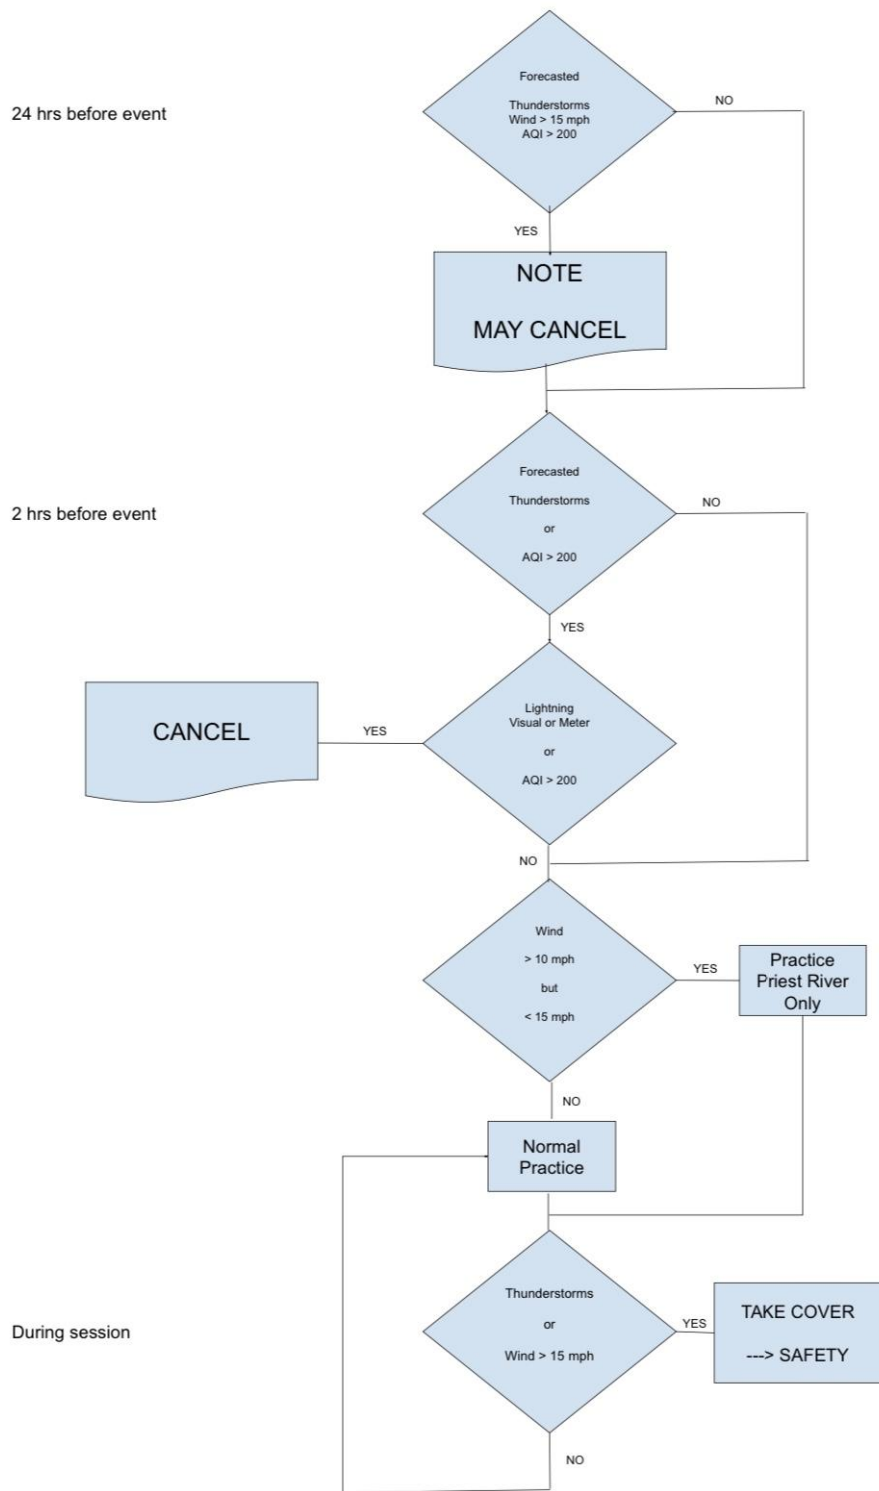 24 hrs before event
Forecasted
Thunderstorms
Wind > 15 mph
AQI > 200
NO
YES
NOTE
MAY CANCEL
2 hrs before event
Forecasted
Thunderstorms
or
AQI > 200
NO
YES
CANCEL
YES
Lightning
Visual or Meter
or
AQI > 200
NO
Wind
> 10 mph
but
< 15 mph
YES
Practice
Priest River
Only
NO
Normal
Practice
During session
Thunderstorms
or
Wind > 15 mph
YES
TAKE COVER
---> SAFETY
NO